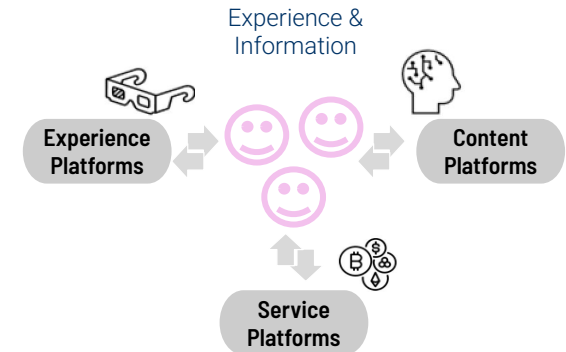 Experience &
Information
Experience
Platforms
Content
Platforms
Service
Platforms